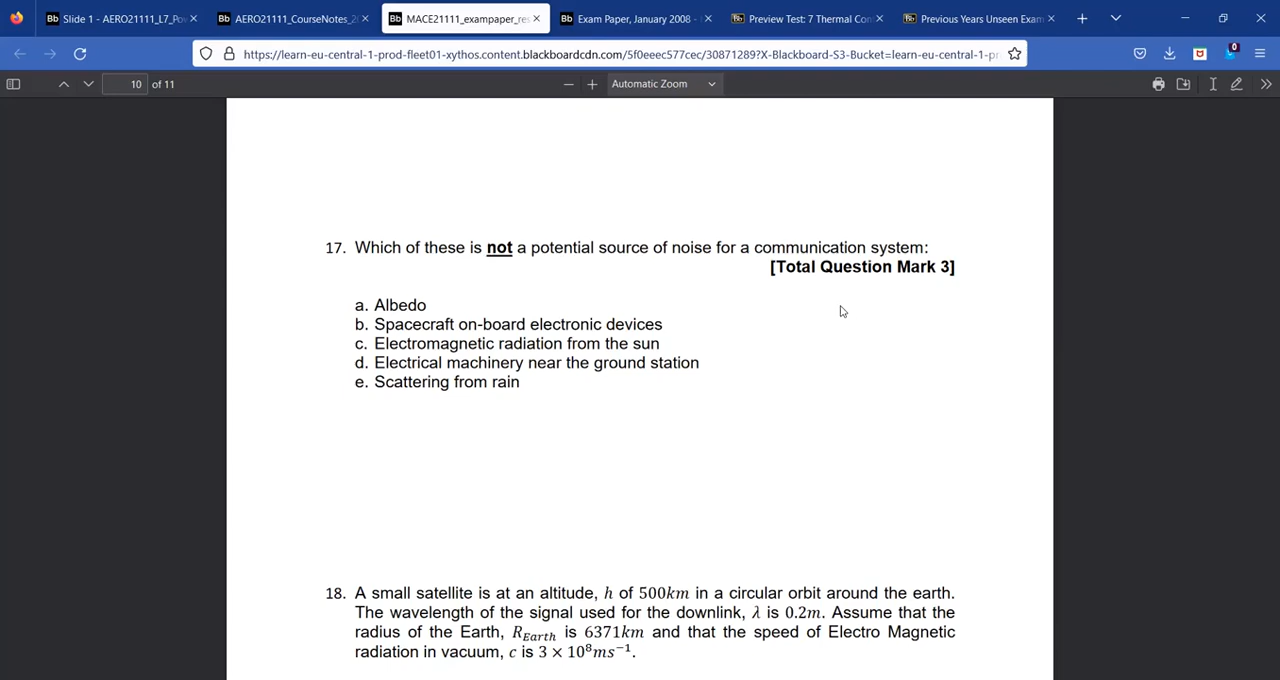 Slide 1 - AERO21111_L7_Po
AERO21111_CourseNotes_2
MACE21111_exampaper_re
Exam Paper, January 2008 -
Preview Test: 7 Thermal Con
Previous Years Unseen Exam
https://learn-eu-central-1-prod-fleet01-xythos.content.blackboardcdn.com/5f0eeec577cec/30871289?X-Blackboard-S3-Bucket=learn-eu-central-1-pr
0
10 of 11
Automatic Zoom
17. Which of these is not a potential source of noise for a communication system:
[Total Question Mark 3]
a. Albedo
b. Spacecraft on-board electronic devices
c. Electromagnetic radiation from the sun
d. Electrical machinery near the ground station
e. Scattering from rain
18. A small satellite is at an altitude, h of 500km in a circular orbit around the earth.
The wavelength of the signal used for the downlink, λ is 0.2m. Assume that the
radius of the Earth, R_Earth is 6371km and that the speed of Electro Magnetic
radiation in vacuum, c is 3 × 10⁸ms⁻¹.